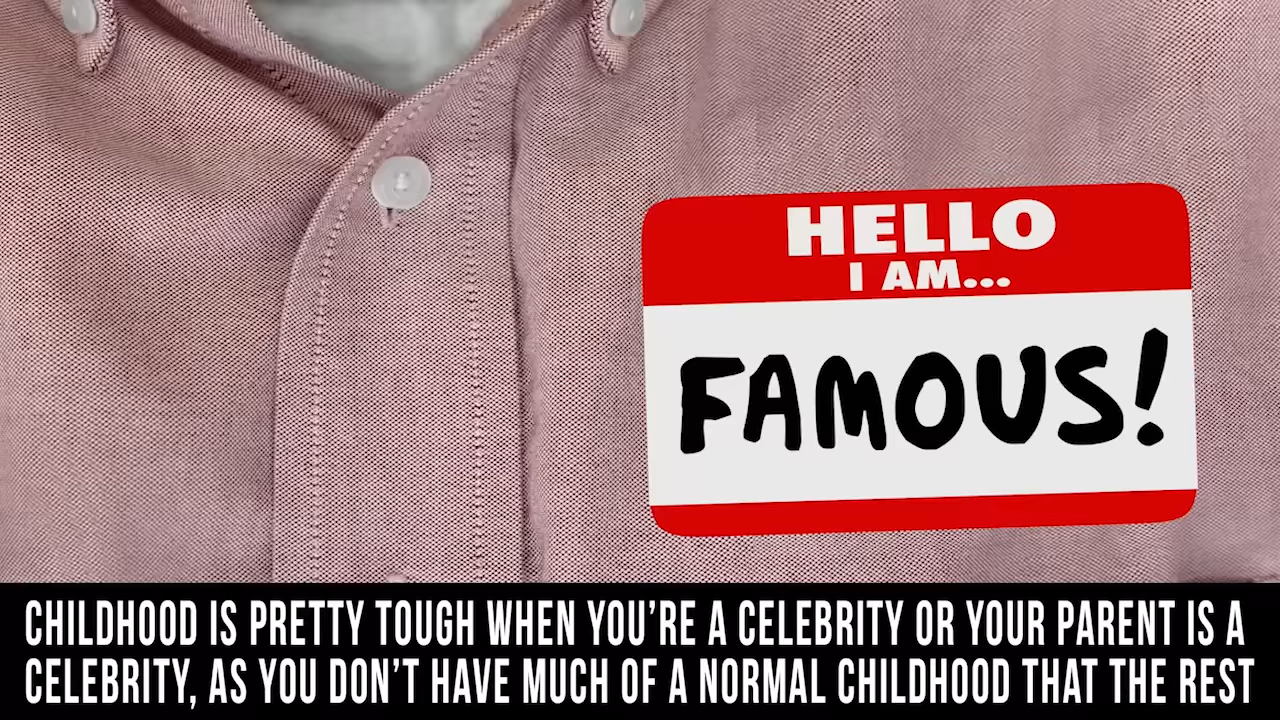 HELLO
I AM...
FAMOUS!
CHILDHOOD IS PRETTY TOUGH WHEN YOU'RE A CELEBRITY OR YOUR PARENT IS A
CELEBRITY, AS YOU DON'T HAVE MUCH OF A NORMAL CHILDHOOD THAT THE REST